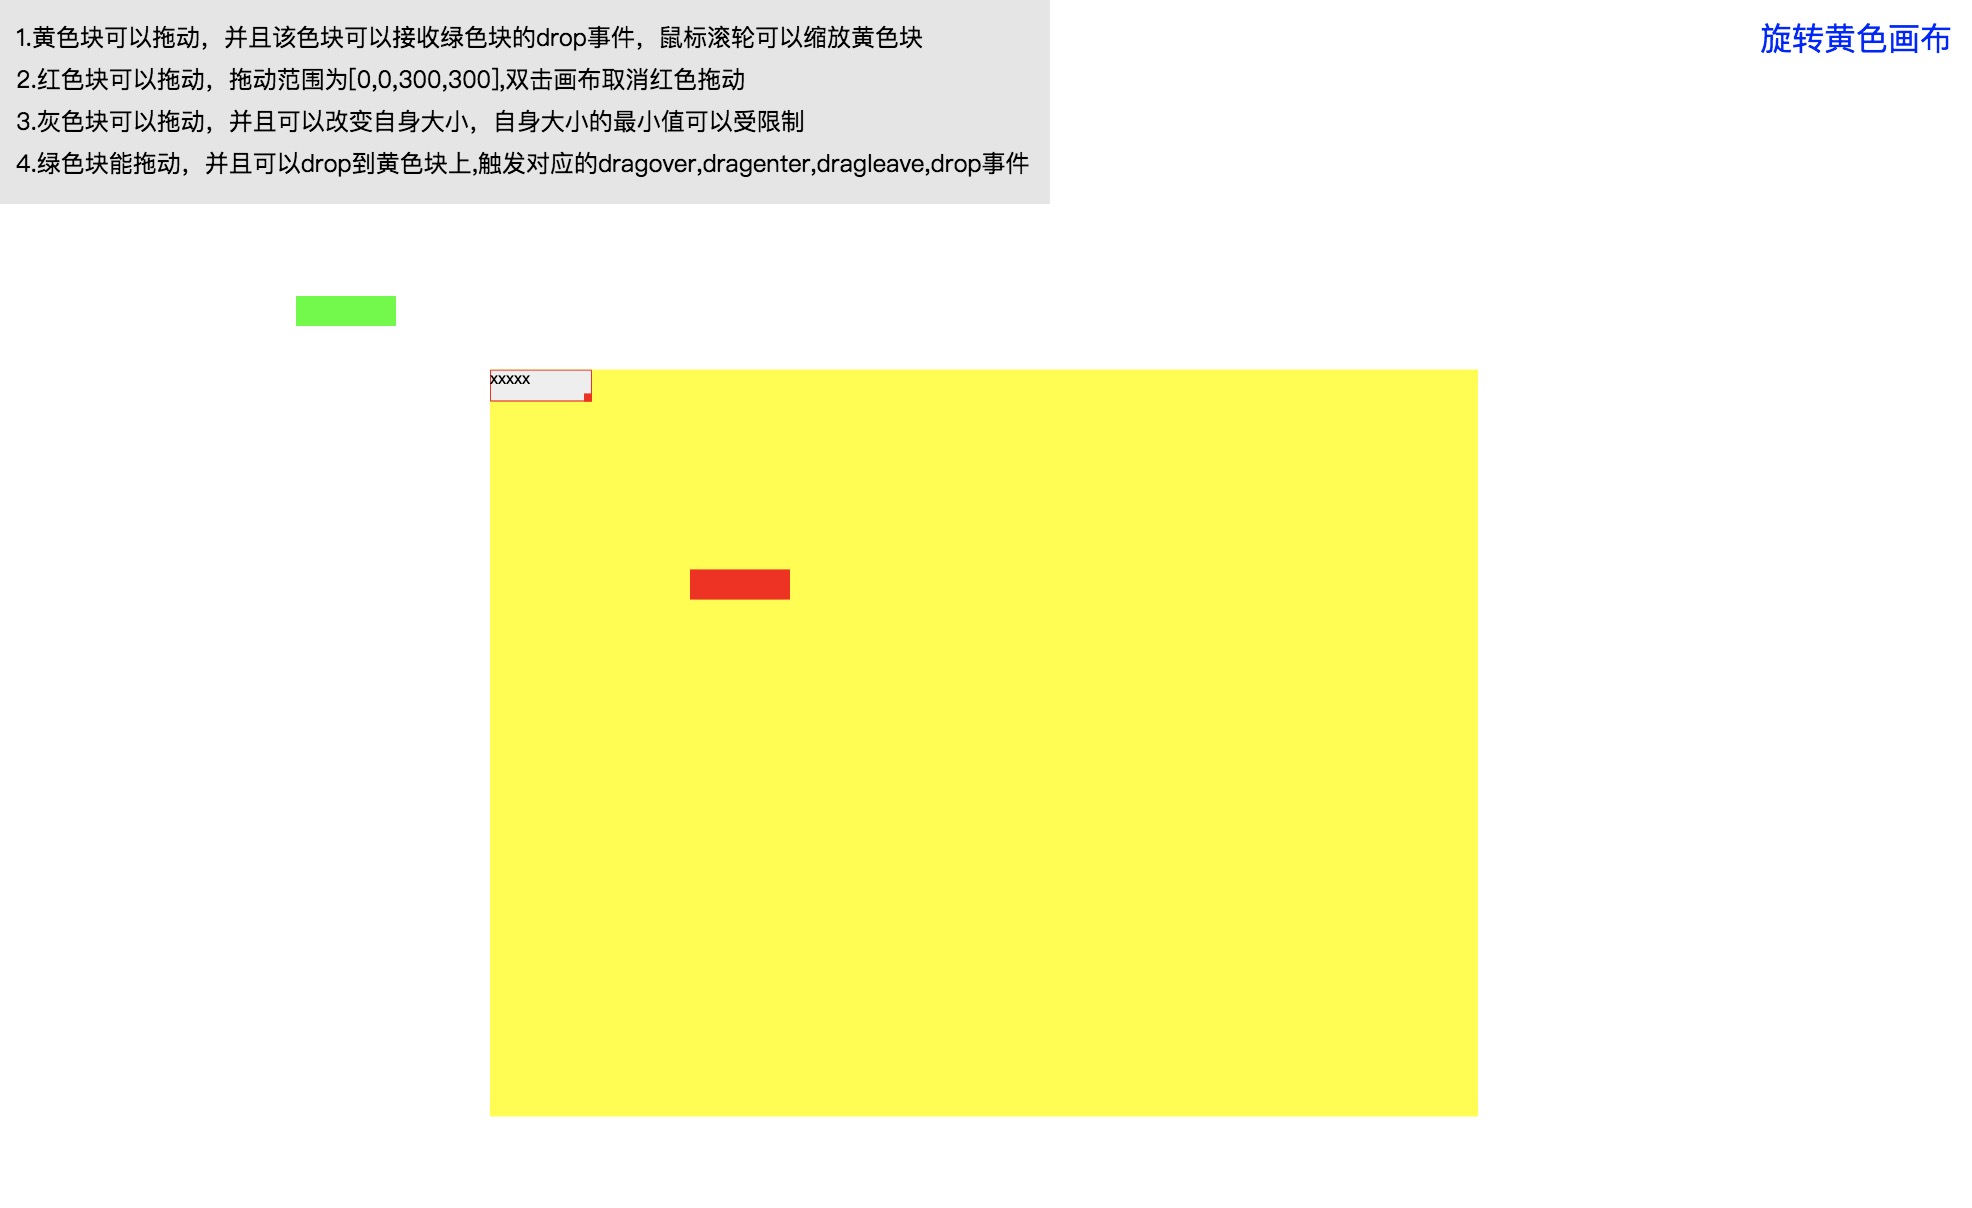 1.黄色块可以拖动，并且该色块可以接收绿色块的drop事件，鼠标滚轮可以缩放黄色块
旋转黄色画布
2.红色块可以拖动，拖动范围为[0,0,300,300],双击画布取消红色拖动
3.灰色块可以拖动，并且可以改变自身大小，自身大小的最小值可以受限制
4.绿色块能拖动，并且可以drop到黄色块上,触发对应的dragover,dragenter,dragleave,drop事件
xxxxx